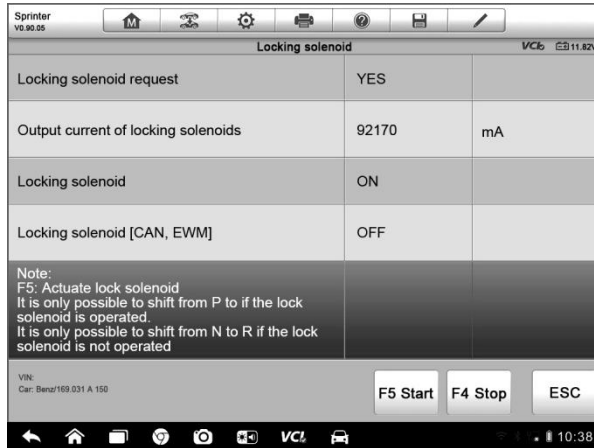 Sprinter
V0.90.05
Locking solenoid
VCI 11.82V
Locking solenoid request YES
Output current of locking solenoids 92170 mA
Locking solenoid ON
Locking solenoid [CAN, EWM] OFF
Note:
F5: Actuate lock solenoid
It is only possible to shift from P to if the lock
solenoid is operated.
It is only possible to shift from N to R if the lock
solenoid is not operated
VIN:
Car: Benz/169.031 A 150
F5 Start F4 Stop ESC
VCI 10:38